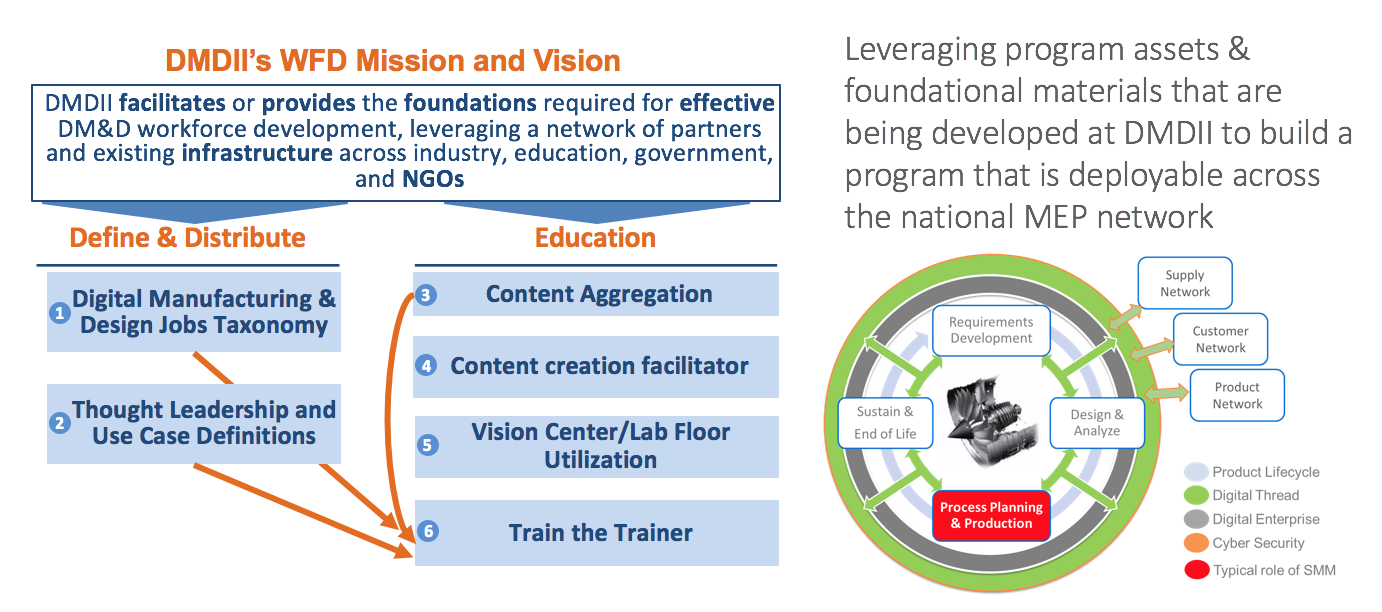 DMDII's WFD Mission and Vision
DMDII facilitates or provides the foundations required for effective
DM&D workforce development, leveraging a network of partners
and existing infrastructure across industry, education, government,
and NGOs
Define & Distribute
1
Digital Manufacturing &
Design Jobs Taxonomy
2
Thought Leadership and
Use Case Definitions
Education
3
Content Aggregation
4
Content creation facilitator
5
Vision Center/Lab Floor
Utilization
6
Train the Trainer
Leveraging program assets &
foundational materials that are
being developed at DMDII to build a
program that is deployable across
the national MEP network
Supply
Network
Customer
Network
Product
Network
Requirements
Development
Sustain &
End of Life
Design &
Analyze
Process Planning
& Production
Product Lifecycle
Digital Thread
Digital Enterprise
Cyber Security
Typical role of SMM